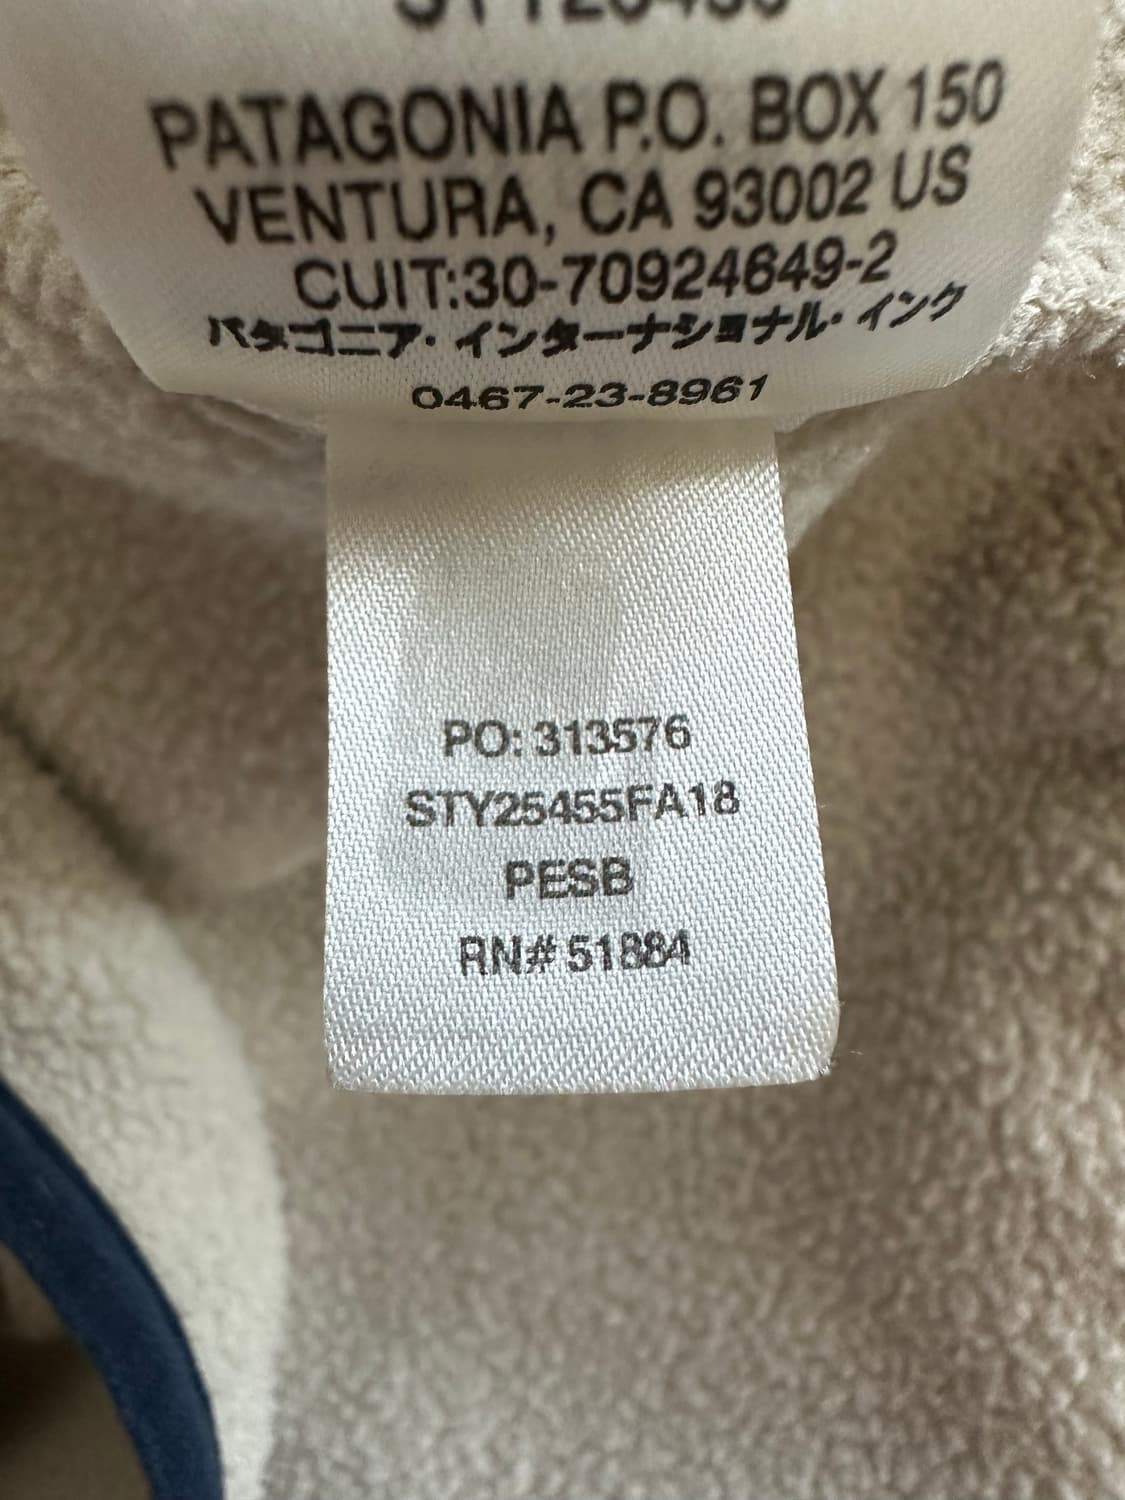 STY25455
PATAGONIA P.O. BOX 150
VENTURA, CA 93002 US
CUIT:30-70924649-2
パタゴニア・インターナショナル・インク
0467-23-8961
PO: 313576
STY25455FA18
PESB
RN# 51884